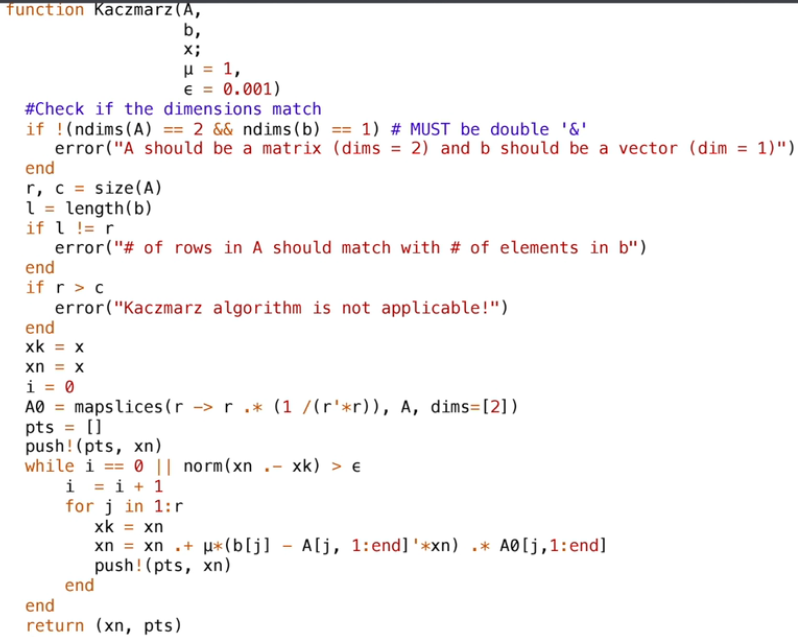 function Kaczmarz(A,
b,
x;
μ = 1,
ϵ = 0.001)
#Check if the dimensions match
if !(ndims(A) == 2 && ndims(b) == 1) # MUST be double '&'
error("A should be a matrix (dims = 2) and b should be a vector (dim = 1)")
end
r, c = size(A)
l = length(b)
if l != r
error("# of rows in A should match with # of elements in b")
end
if r > c
error("Kaczmarz algorithm is not applicable!")
end
xk = x
xn = x
i = 0
A0 = mapslices(r -> r .* (1 /(r'*r)), A, dims=[2])
pts = []
push!(pts, xn)
while i == 0 || norm(xn .- xk) > ϵ
i = i + 1
for j in 1:r
xk = xn
xn = xn .+ μ*(b[j] - A[j, 1:end]'*xn) .* A0[j,1:end]
push!(pts, xn)
end
end
return (xn, pts)